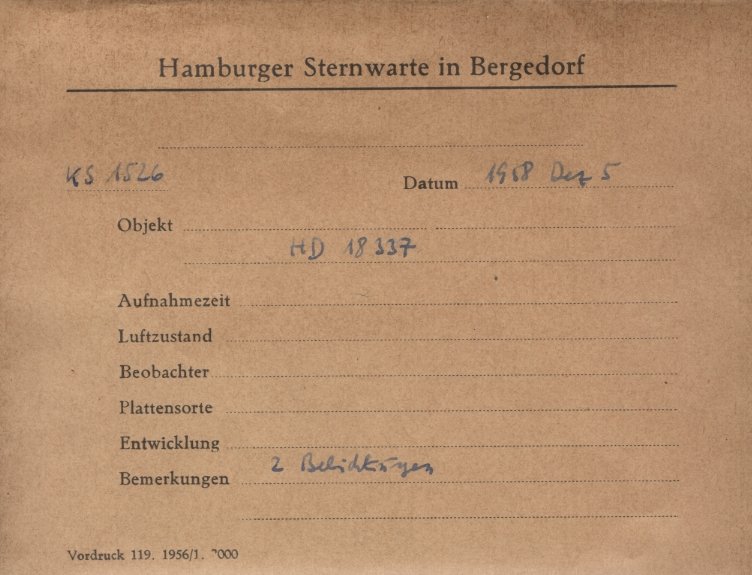 Hamburger Sternwarte in Bergedorf
KS 1526
Datum 1958 Dez 5
Objekt
HD 18337
Aufnahmezeit
Luftzustand
Beobachter
Plattensorte
Entwicklung
Bemerkungen 2 Belichtungen
Vordruck 119. 1956/1. 000